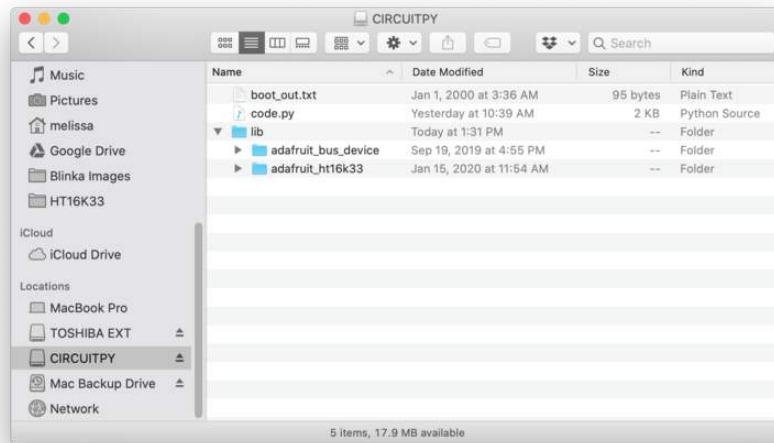 CIRCUITPY
Search
Music
Pictures
melissa
Google Drive
Blinka Images
HT16K33
iCloud
iCloud Drive
Locations
MacBook Pro
TOSHIBA EXT
CIRCUITPY
Mac Backup Drive
Network
Name Date Modified Size Kind
boot_out.txt Jan 1, 2000 at 3:36 AM 95 bytes Plain Text
code.py Yesterday at 10:39 AM 2 KB Python Source
lib Today at 1:31 PM -- Folder
adafruit_bus_device Sep 19, 2019 at 4:55 PM -- Folder
adafruit_ht16k33 Jan 15, 2020 at 11:54 AM -- Folder
5 items, 17.9 MB available